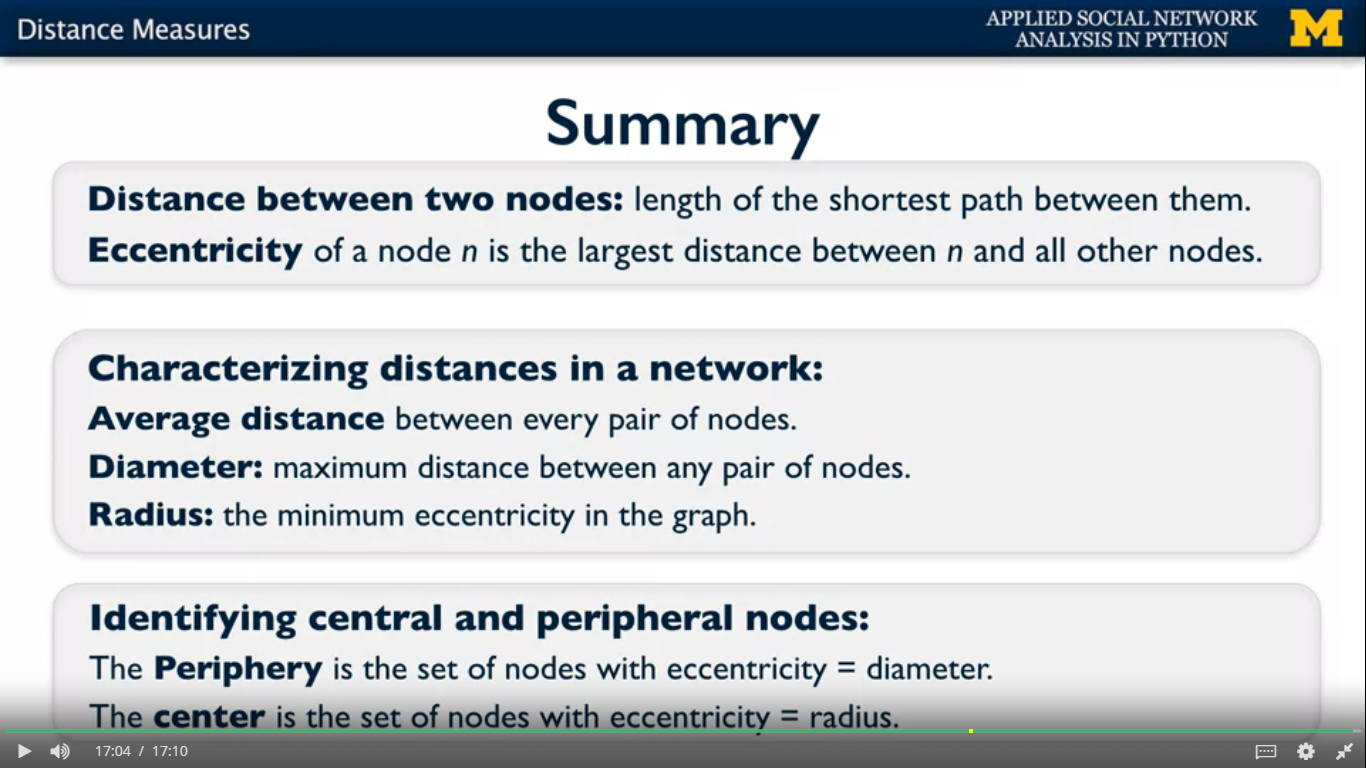 Distance Measures
APPLIED SOCIAL NETWORK
ANALYSIS IN PYTHON
M
Summary
Distance between two nodes: length of the shortest path between them.
Eccentricity of a node n is the largest distance between n and all other nodes.
Characterizing distances in a network:
Average distance between every pair of nodes.
Diameter: maximum distance between any pair of nodes.
Radius: the minimum eccentricity in the graph.
Identifying central and peripheral nodes:
The Periphery is the set of nodes with eccentricity = diameter.
The center is the set of nodes with eccentricity = radius.
17:04 / 17:10